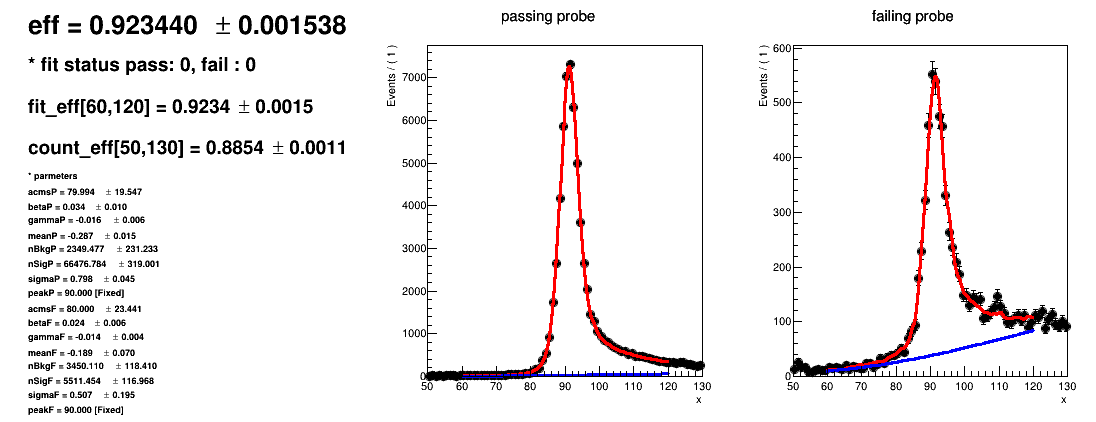 eff = 0.923440 ± 0.001538
* fit status pass: 0, fail : 0
fit_eff[60,120] = 0.9234 ± 0.0015
count_eff[50,130] = 0.8854 ± 0.0011
* parmeters
acmsP = 79.994 ± 19.547
betaP = 0.034 ± 0.010
gammaP = -0.016 ± 0.006
meanP = -0.287 ± 0.015
nBkgP = 2349.477 ± 231.233
nSigP = 66476.784 ± 319.001
sigmaP = 0.798 ± 0.045
peakP = 90.000 [Fixed]
acmsF = 80.000 ± 23.441
betaF = 0.024 ± 0.006
gammaF = -0.014 ± 0.004
meanF = -0.189 ± 0.070
nBkgF = 3450.110 ± 118.410
nSigF = 5511.454 ± 116.968
sigmaF = 0.507 ± 0.195
peakF = 90.000 [Fixed]
passing probe
Events / ( 1 )
7000
6000
5000
4000
3000
2000
1000
0
50 60 70 80 90 100 110 120 130
x
failing probe
Events / ( 1 )
600
500
400
300
200
100
0
50 60 70 80 90 100 110 120 130
x